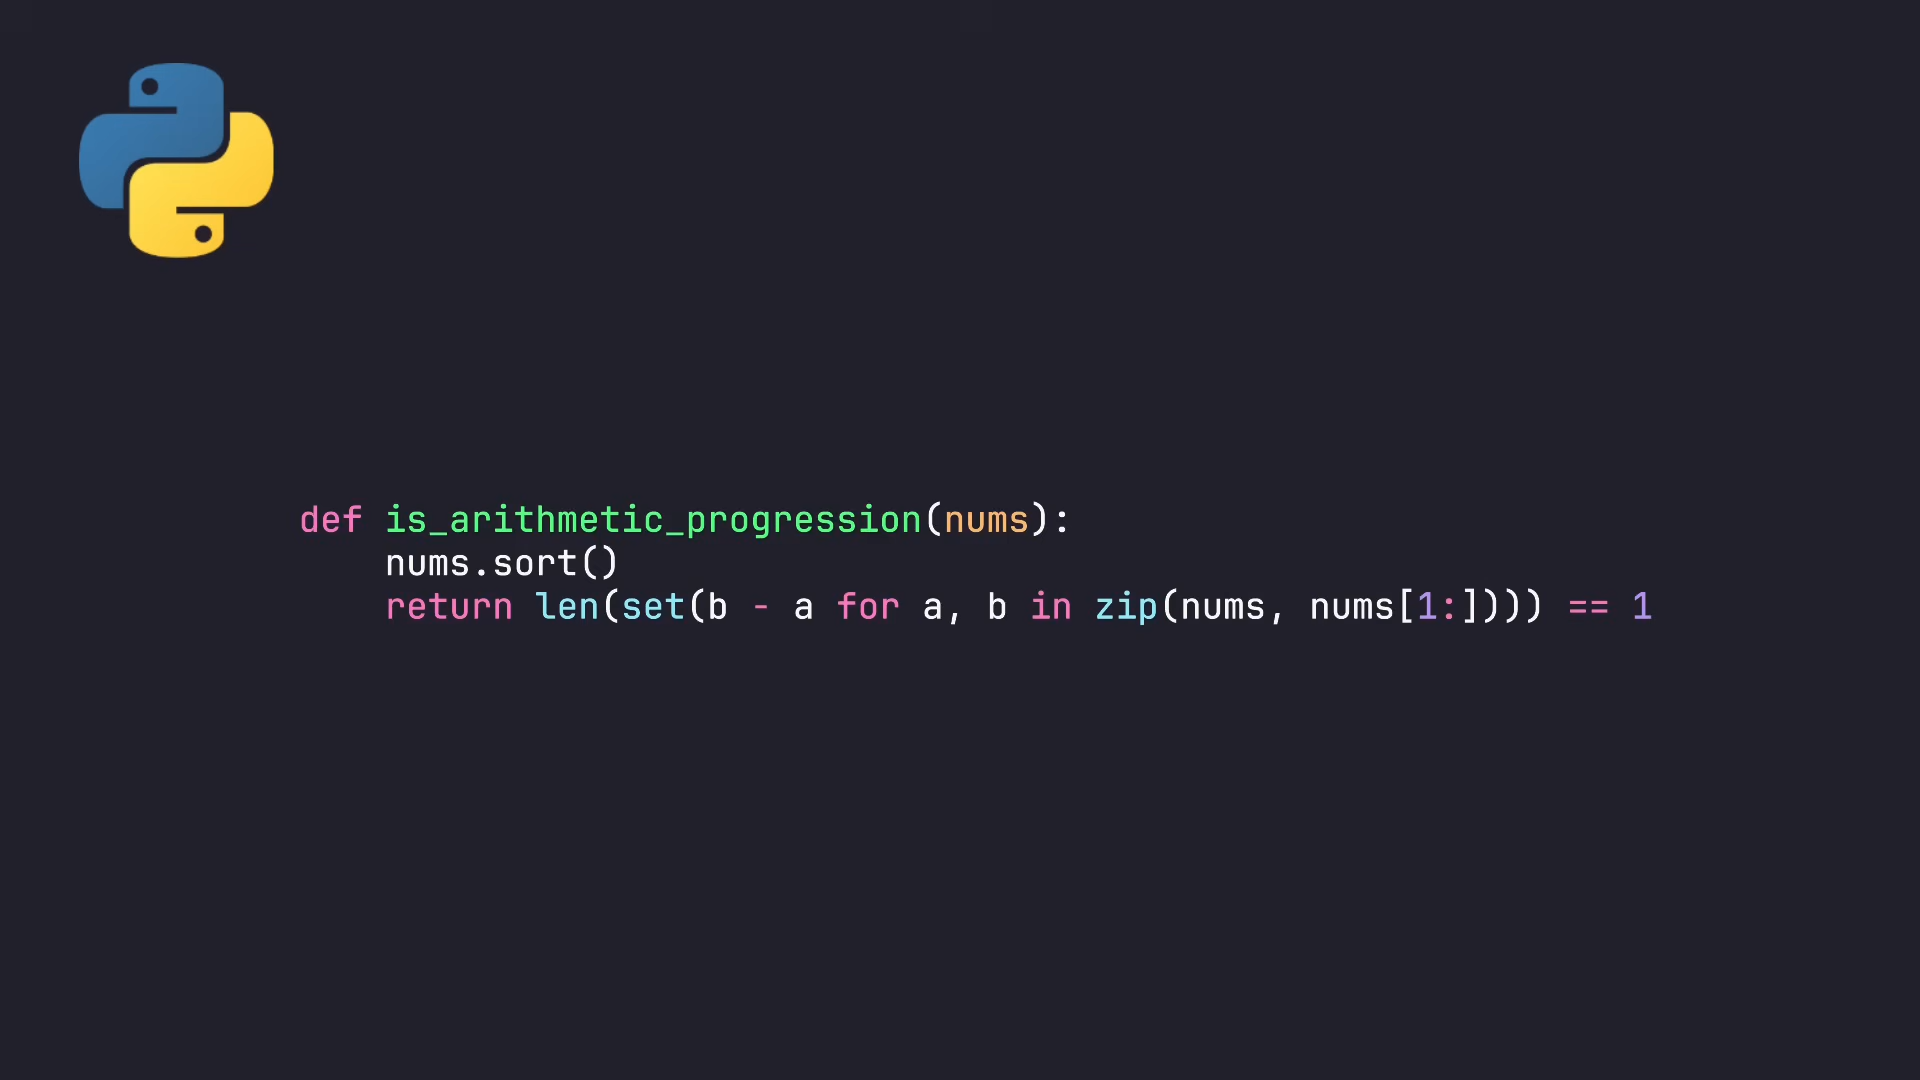 def is_arithmetic_progression(nums):
    nums.sort()
    return len(set(b - a for a, b in zip(nums, nums[1:]))) == 1